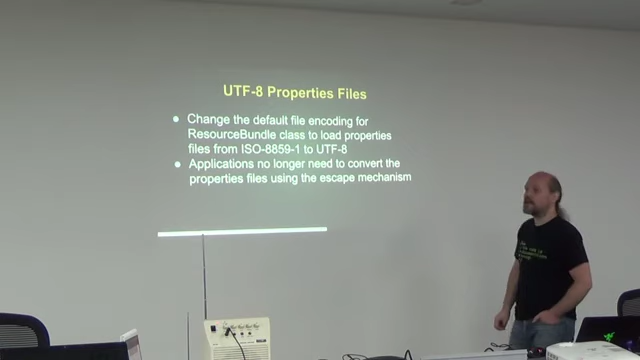 UTF-8 Properties Files
● Change the default file encoding for
ResourceBundle class to load properties
files from ISO-8859-1 to UTF-8
● Applications no longer need to convert the
properties files using the escape mechanism